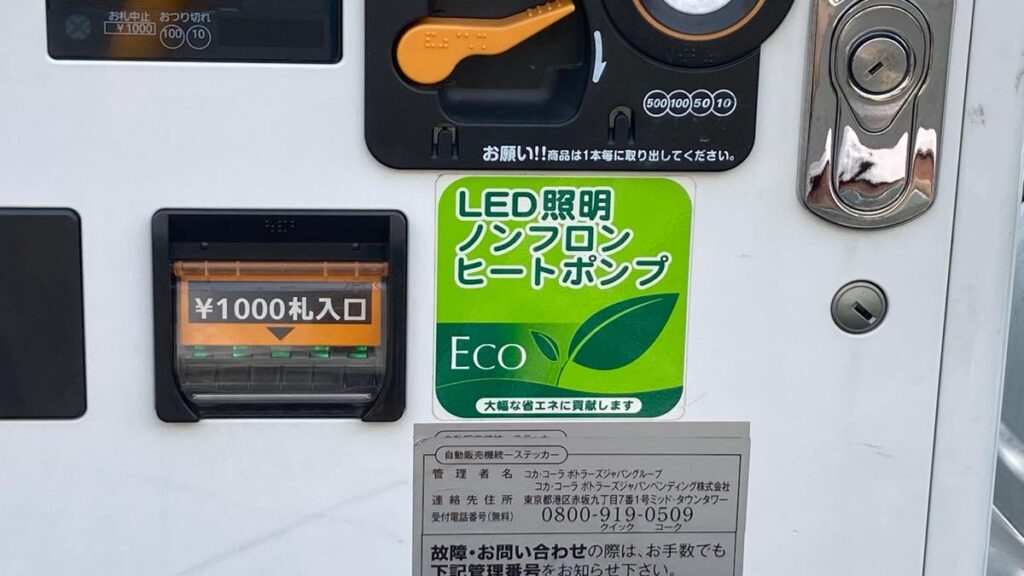 お札中止 おつり切れ
¥1000 100 10
500 100 50 10
お願い!!商品は1本毎に取り出してください。
LED照明
ノンフロン
ヒートポンプ
¥1000札入口
Eco
大幅な省エネに貢献します
自動販売機統一ステッカー
管理者名 コカ・コーラ ボトラーズジャパングループ
コカ・コーラ ボトラーズジャパンベンディング株式会社
連絡先住所 東京都港区赤坂九丁目7番1号ミッド・タウンタワー
受付電話番号(無料) 0800-919-0509
クイック コーク
故障・お問い合わせの際は、お手数でも
下記管理番号をお知らせ下さい。